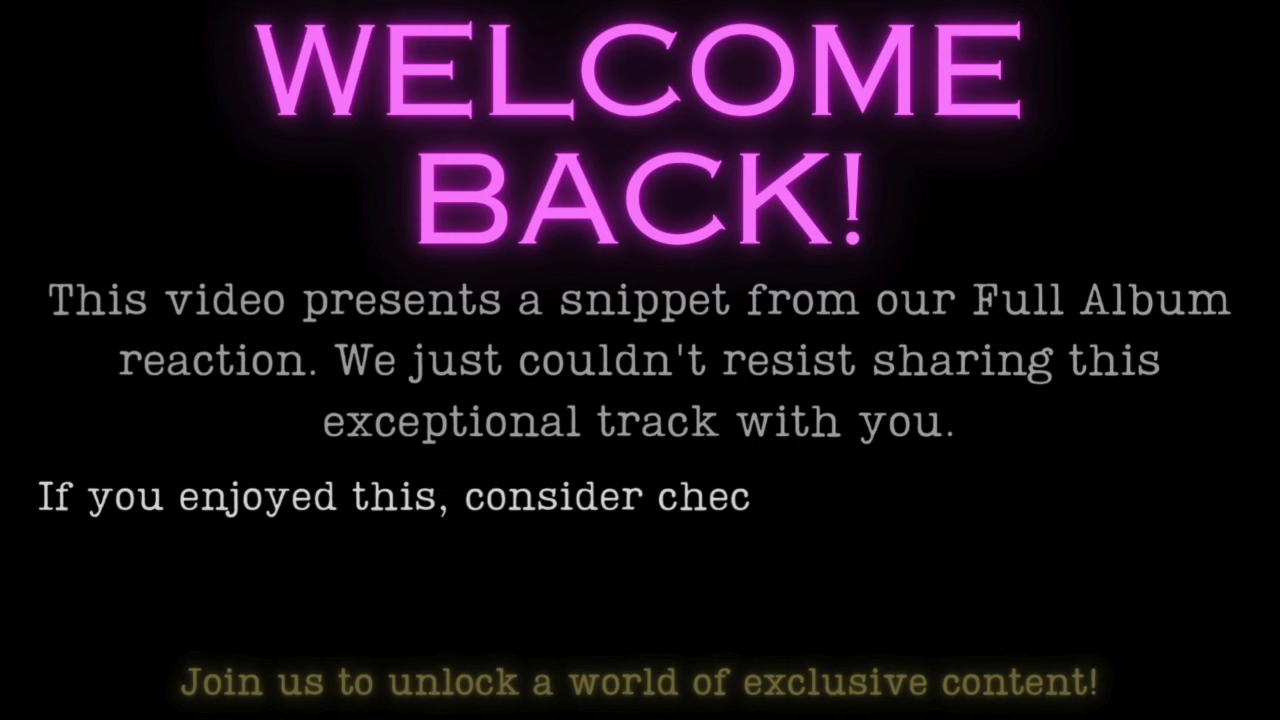 WELCOME
BACK!
This video presents a snippet from our Full Album
reaction. We just couldn't resist sharing this
exceptional track with you.
If you enjoyed this, consider chec
Join us to unlock a world of exclusive content!